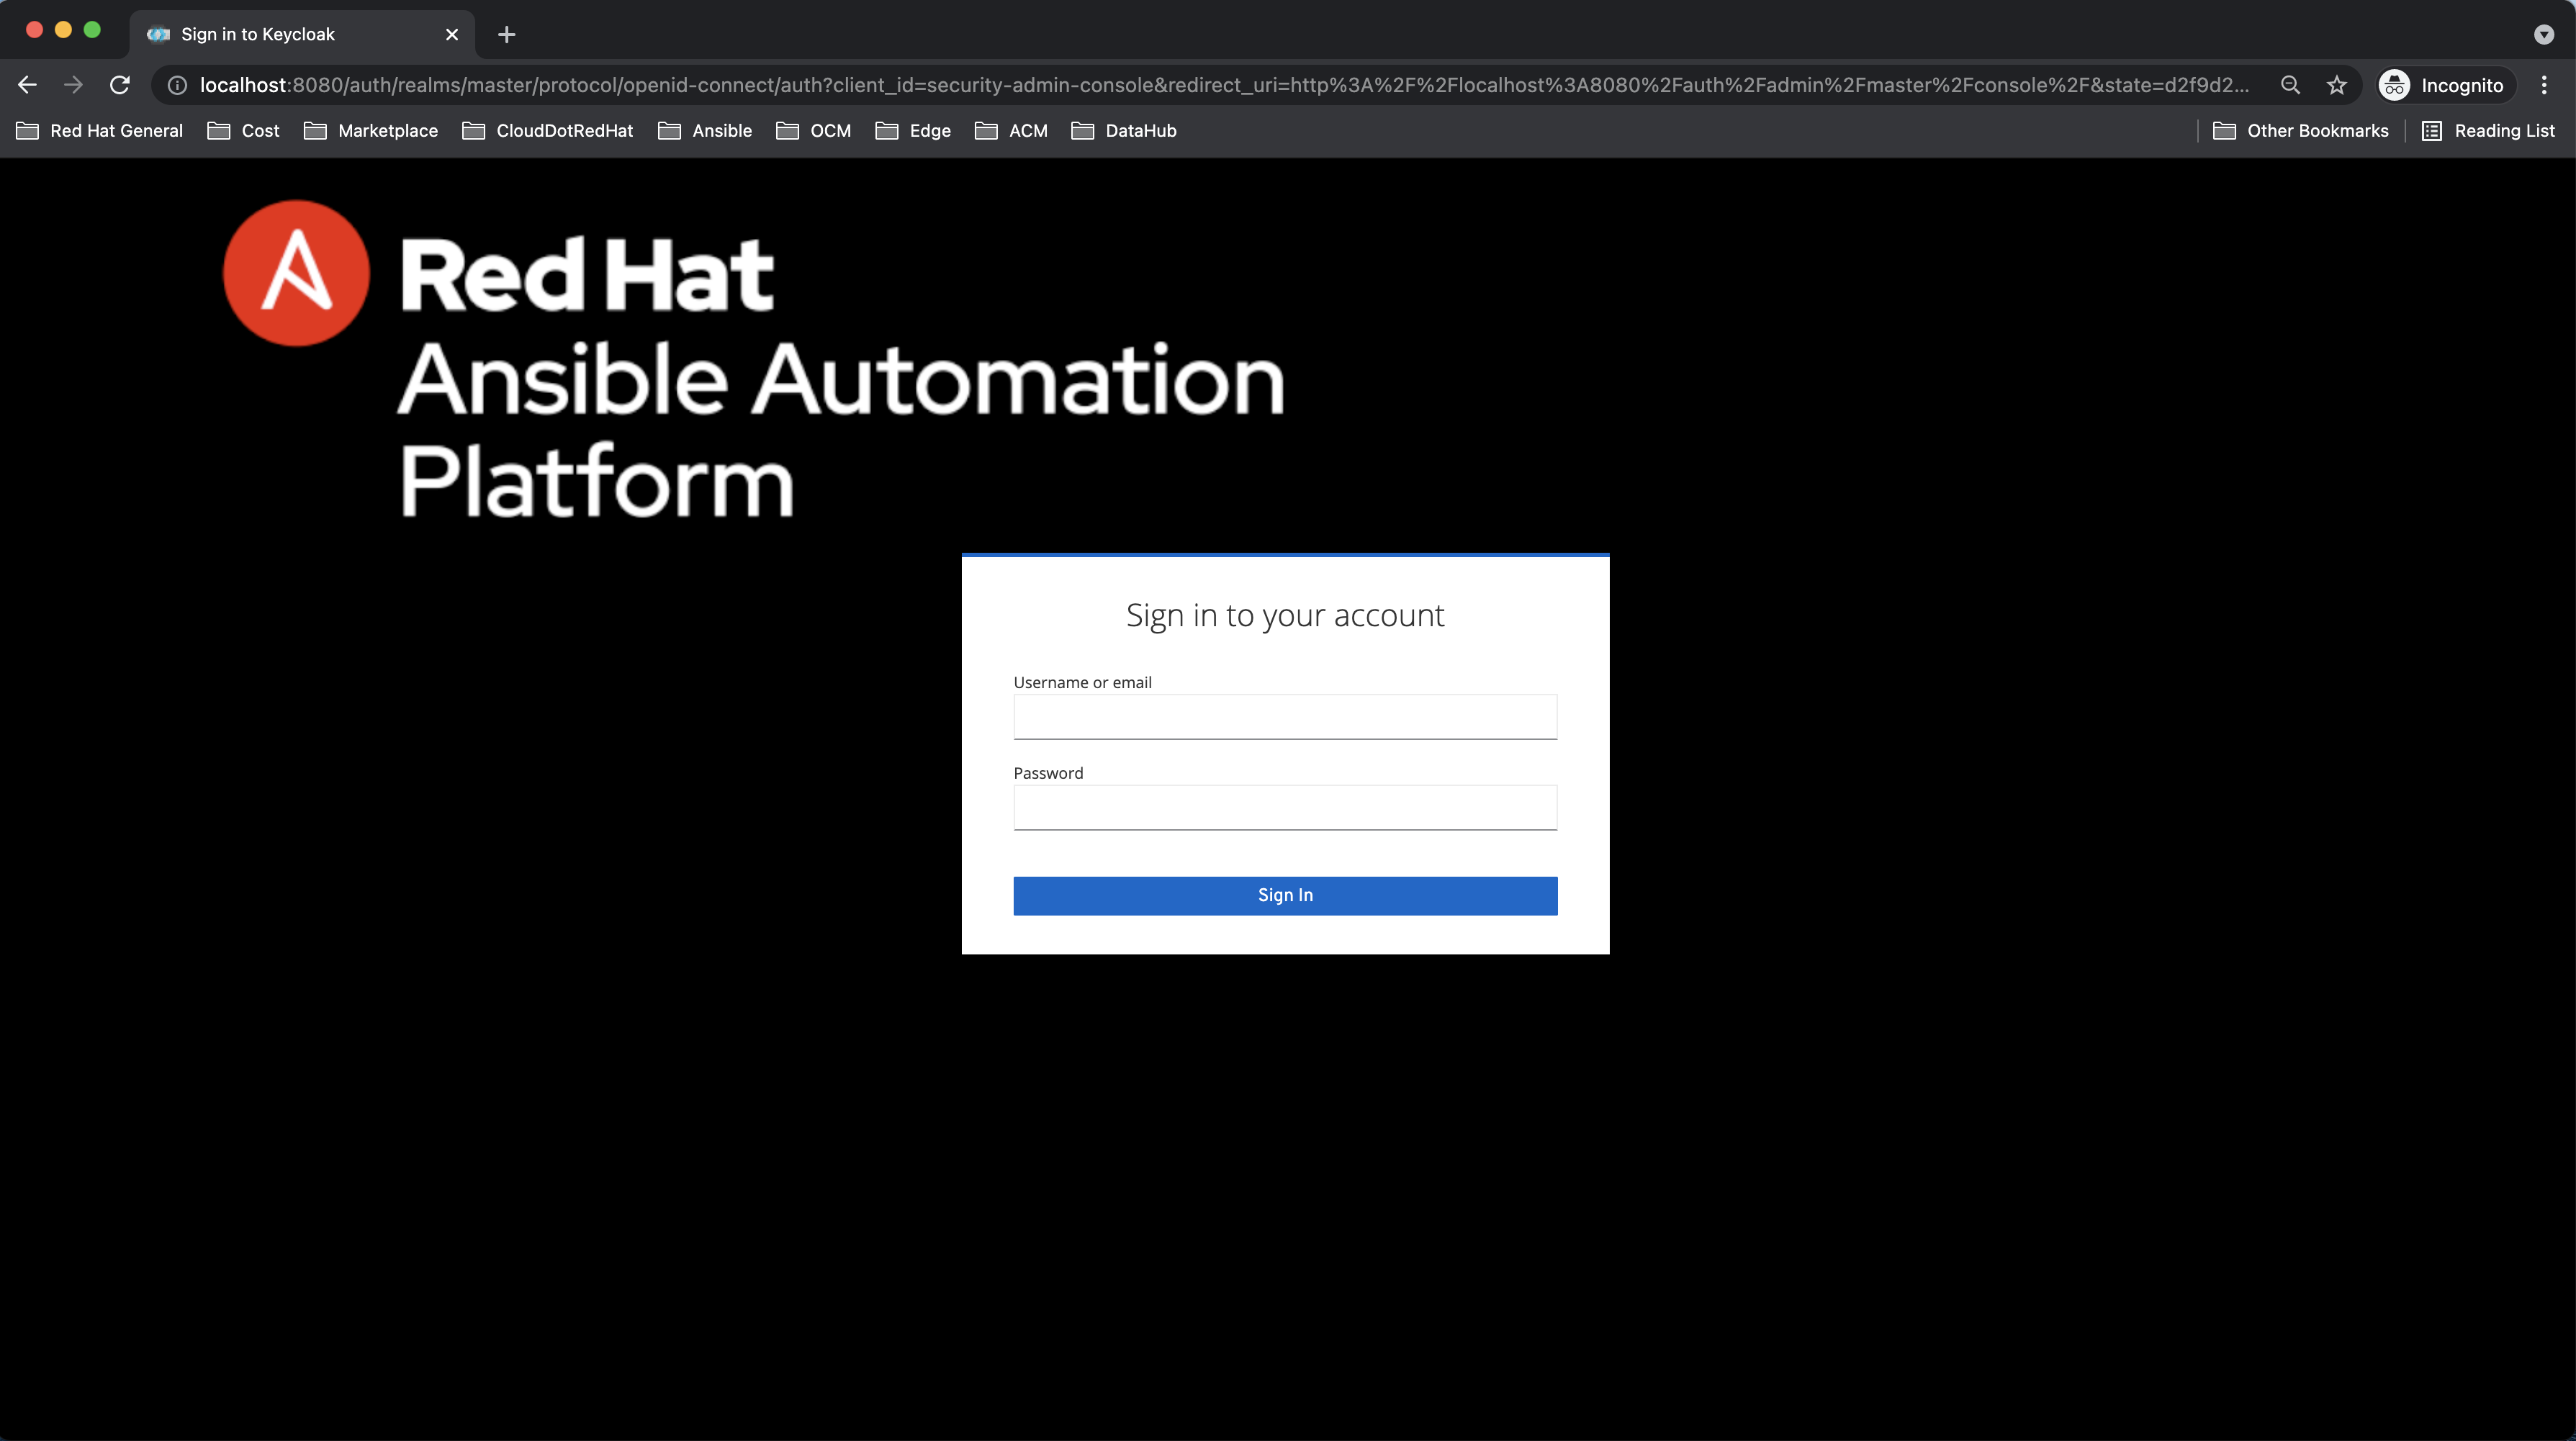 Sign in to Keycloak
localhost:8080/auth/realms/master/protocol/openid-connect/auth?client_id=security-admin-console&redirect_uri=http%3A%2F%2Flocalhost%3A8080%2Fauth%2Fadmin%2Fmaster%2Fconsole%2F&state=d2f9d2... Incognito
Red Hat General Cost Marketplace CloudDotRedHat Ansible OCM Edge ACM DataHub Other Bookmarks Reading List
Red Hat
Ansible Automation
Platform
Sign in to your account
Username or email
Password
Sign In